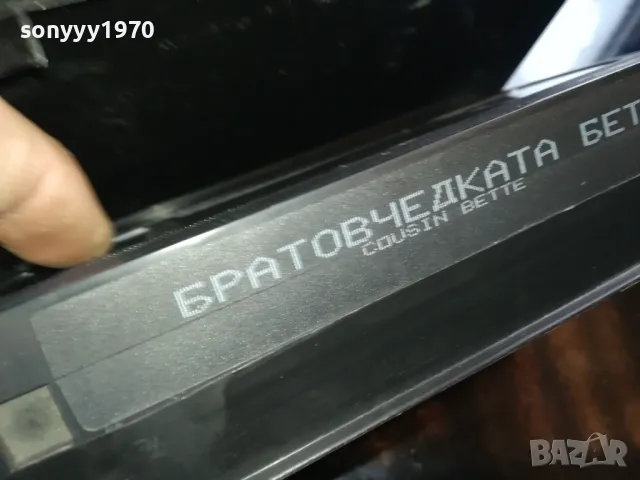 sonyyy1970
БРАТОВЧЕДКАТА БЕТ
COUSIN BETTE
BAZAR